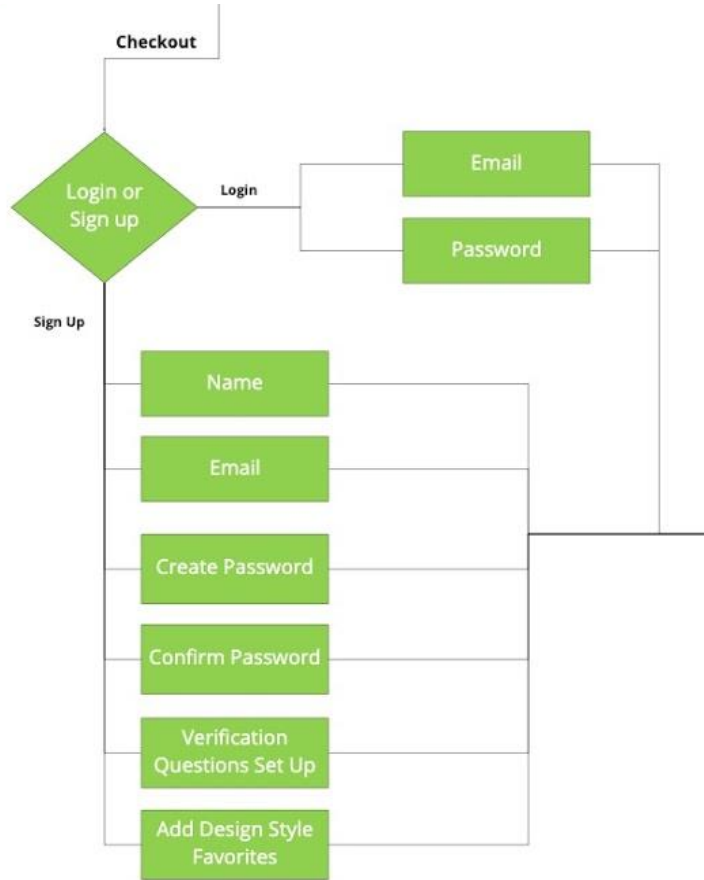 Checkout
Login or
Sign up
Login
Email
Password
Sign Up
Name
Email
Create Password
Confirm Password
Verification
Questions Set Up
Add Design Style
Favorites